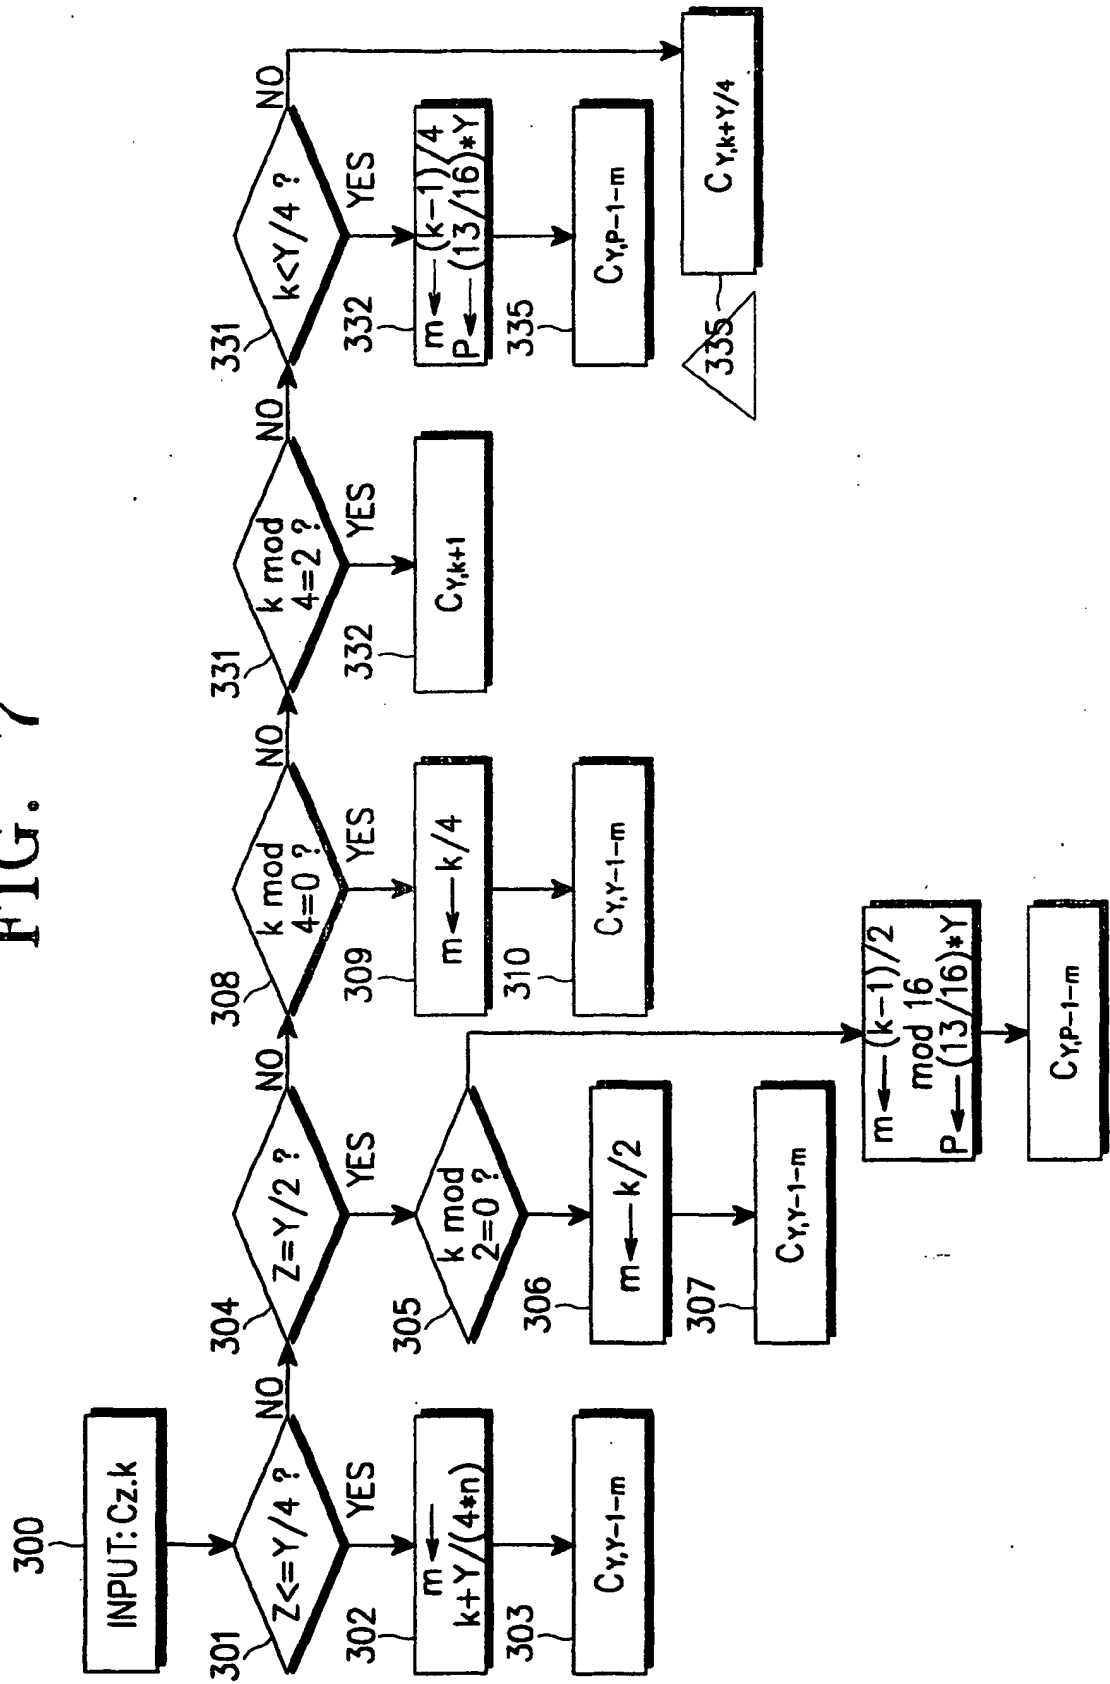 FIG. 7
300
INPUT: Cz.k
301
Z<=Y/4 ?
NO
YES
302
m←
k+Y/(4*n)
303
CY,Y-1-m
304
Z=Y/2 ?
NO
YES
305
k mod
2=0 ?
306
m←k/2
307
CY,Y-1-m
m←(k-1)/2
mod 16
P←(13/16)*Y
CY,P-1-m
308
k mod
4=0 ?
NO
YES
309
m←k/4
310
CY,Y-1-m
331
k mod
4=2 ?
NO
YES
332
CY,k+1
331
k<Y/4 ?
NO
YES
332
m←(k-1)/4
P←(13/16)*Y
335
CY,P-1-m
335
CY,k+Y/4